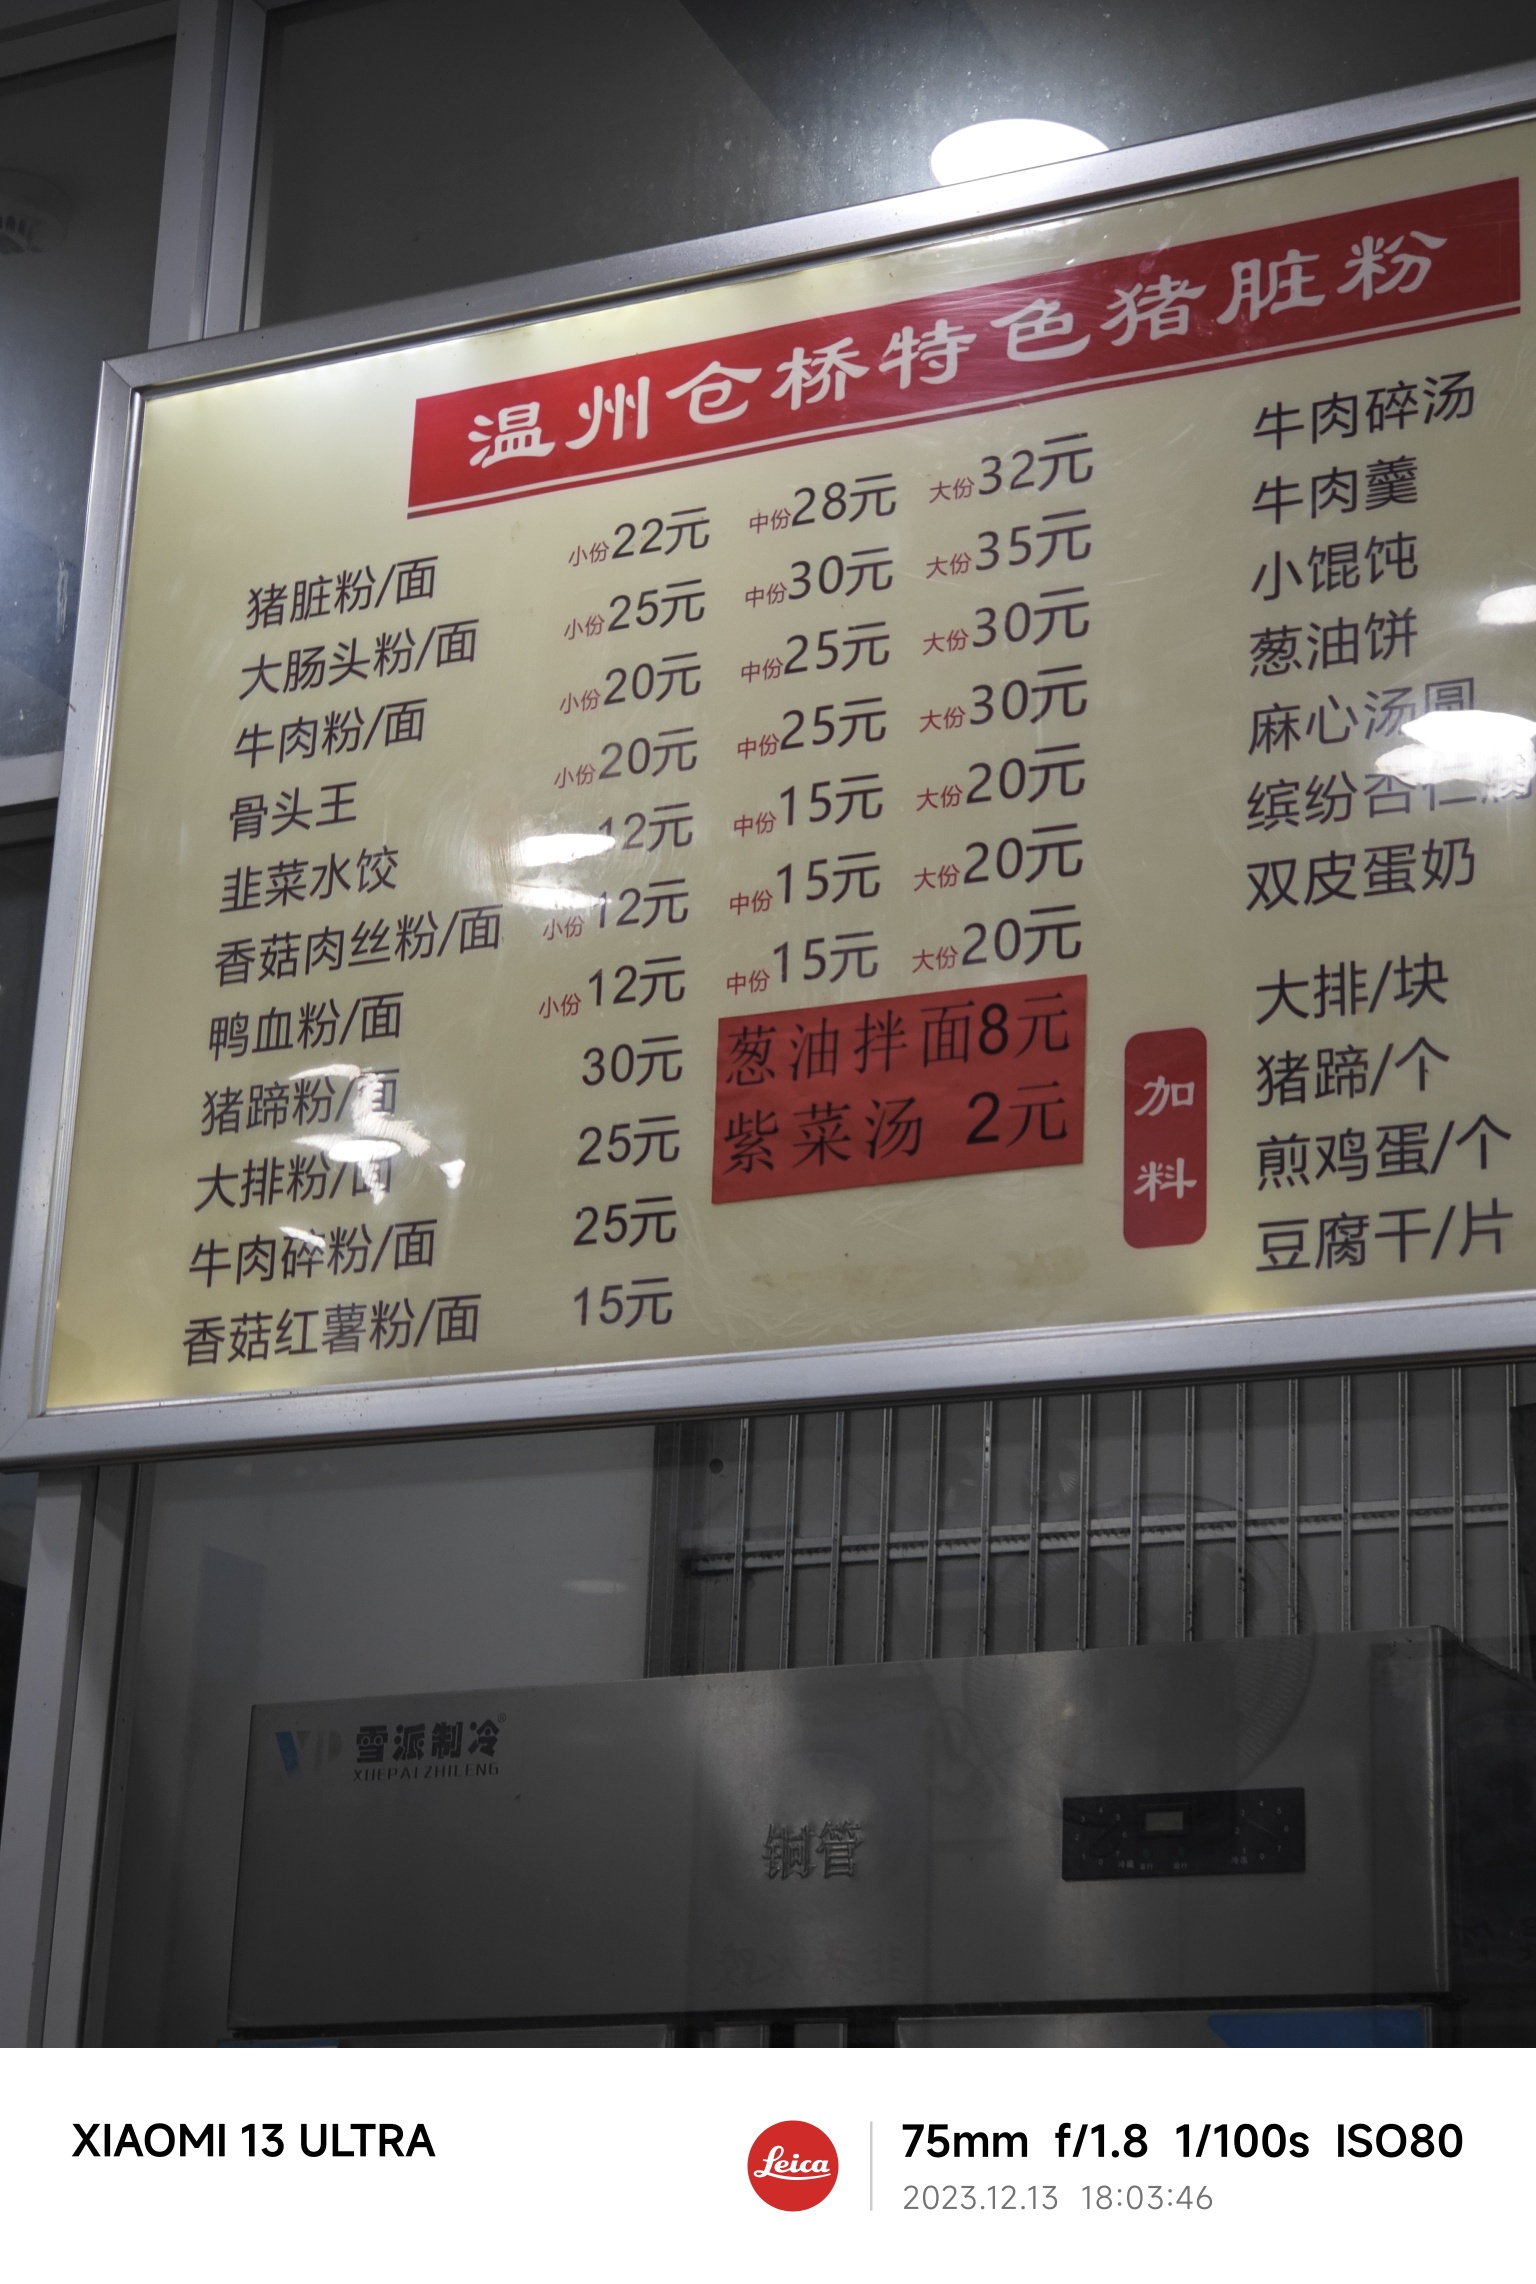 温州仓桥特色猪脏粉
猪脏粉/面 小份22元 中份28元 大份32元
大肠头粉/面 小份25元 中份30元 大份35元
牛肉粉/面 小份20元 中份25元 大份30元
骨头王 小份20元 中份25元 大份30元
韭菜水饺 12元 中份15元 大份20元
香菇肉丝粉/面 小份12元 中份15元 大份20元
鸭血粉/面 小份12元 中份15元 大份20元
猪蹄粉/面 30元
大排粉/面 25元
牛肉碎粉/面 25元
香菇红薯粉/面 15元
葱油拌面8元
紫菜汤 2元
牛肉碎汤
牛肉羹
小馄饨
葱油饼
麻心汤圆
缤纷杏仁腐
双皮蛋奶
加料
大排/块
猪蹄/个
煎鸡蛋/个
豆腐干/片
雪派制冷®
XUEPAIZHILENG
铜管
XIAOMI 13 ULTRA
Leica
75mm f/1.8 1/100s ISO80
2023.12.13 18:03:46